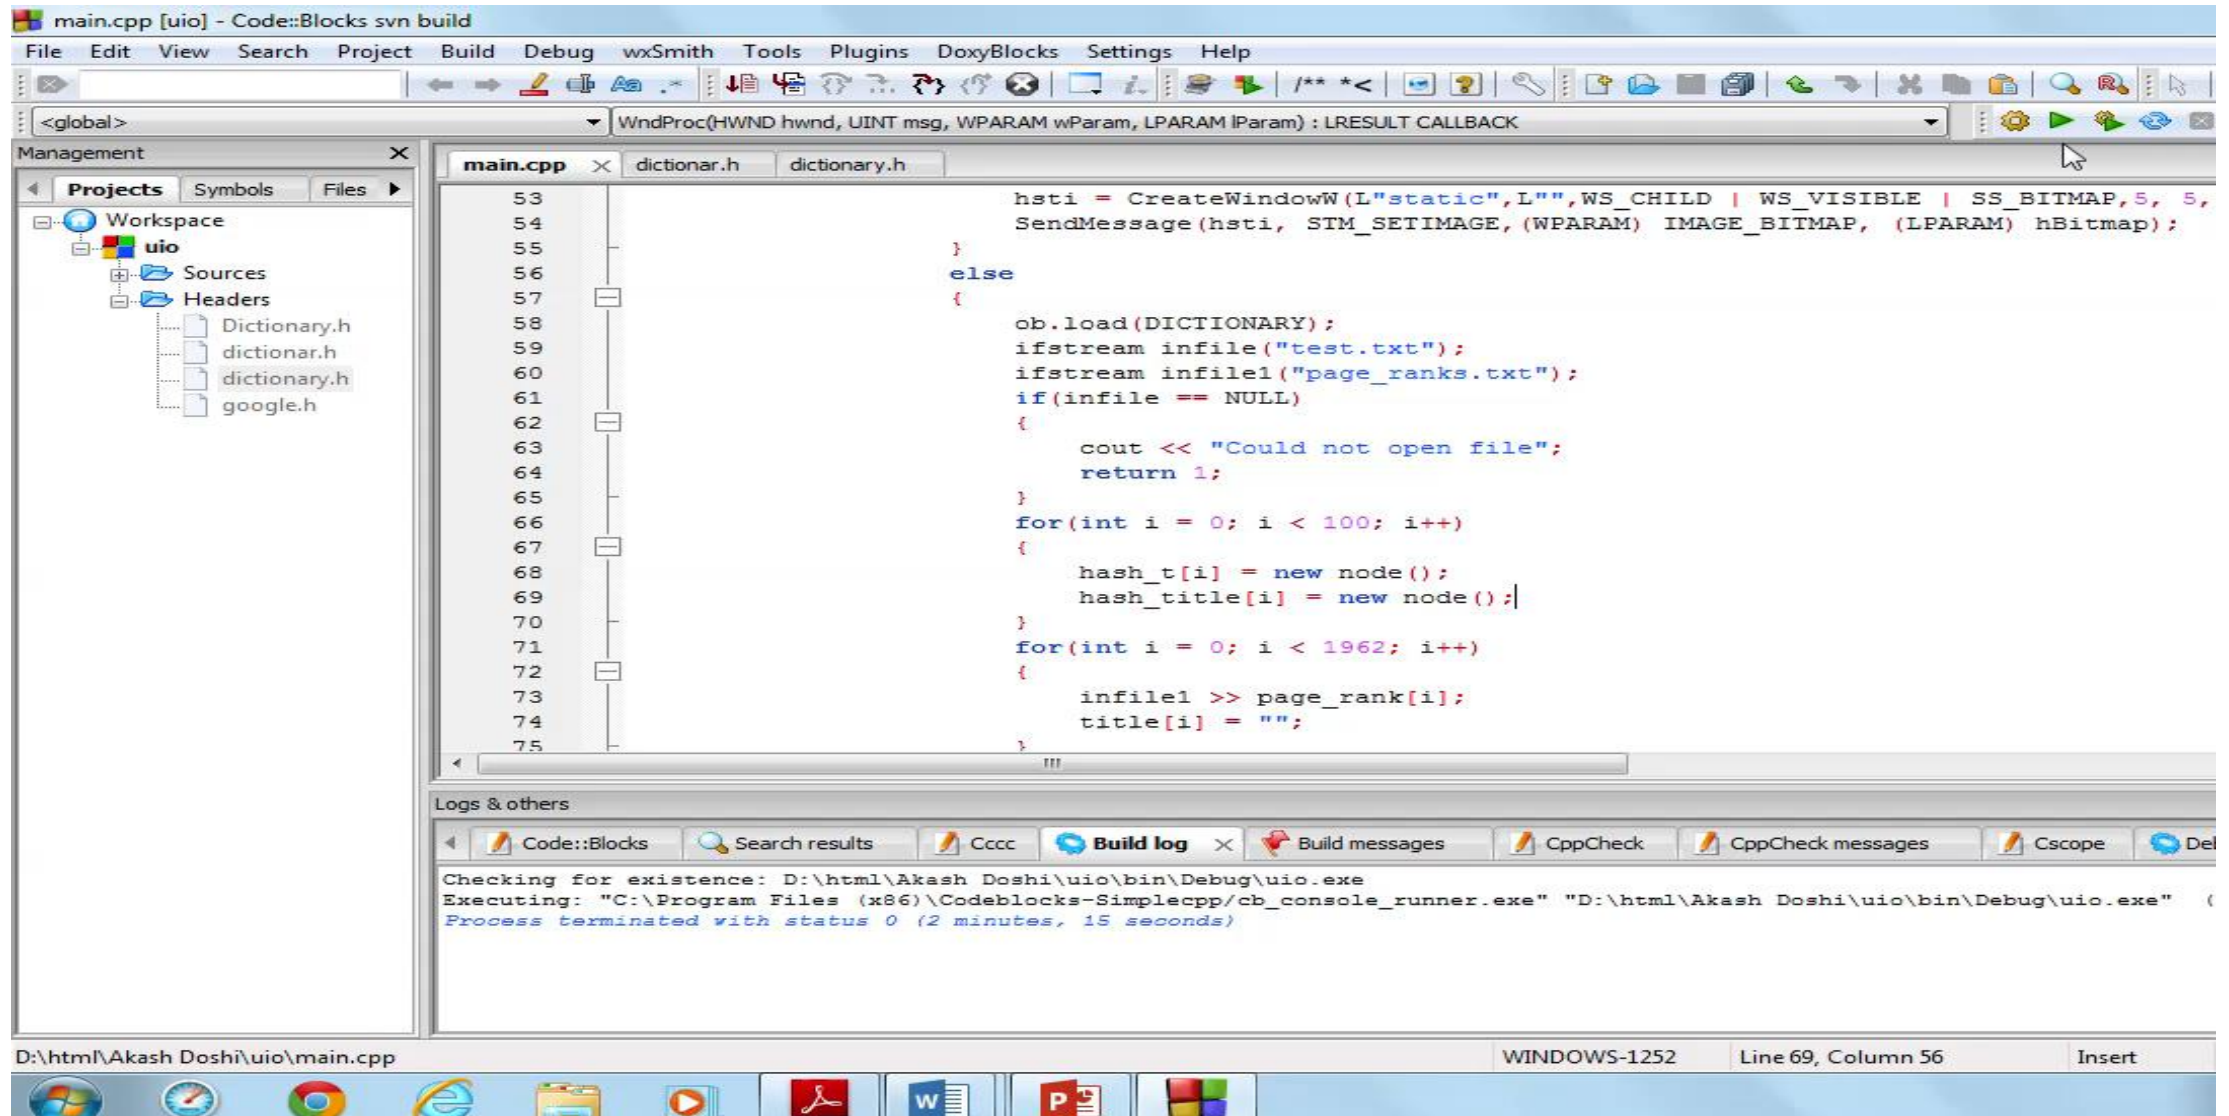 main.cpp [uio] - Code::Blocks svn build
File Edit View Search Project Build Debug wxSmith Tools Plugins DoxyBlocks Settings Help
/** *<
<global> WndProc(HWND hwnd, UINT msg, WPARAM wParam, LPARAM lParam) : LRESULT CALLBACK
Management
main.cpp dictionar.h dictionary.h
Projects Symbols Files
Workspace
uio
Sources
Headers
Dictionary.h
dictionar.h
dictionary.h
google.h
53 hsti = CreateWindowW(L"static",L"",WS_CHILD | WS_VISIBLE | SS_BITMAP,5, 5,
54 SendMessage(hsti, STM_SETIMAGE,(WPARAM) IMAGE_BITMAP, (LPARAM) hBitmap);
55 }
56 else
57 {
58 ob.load(DICTIONARY);
59 ifstream infile("test.txt");
60 ifstream infile1("page_ranks.txt");
61 if(infile == NULL)
62 {
63 cout << "Could not open file";
64 return 1;
65 }
66 for(int i = 0; i < 100; i++)
67 {
68 hash_t[i] = new node();
69 hash_title[i] = new node();
70 }
71 for(int i = 0; i < 1962; i++)
72 {
73 infile1 >> page_rank[i];
74 title[i] = "";
75 }
Logs & others
Code::Blocks Search results Cccc Build log Build messages CppCheck CppCheck messages Cscope
Checking for existence: D:\html\Akash Doshi\uio\bin\Debug\uio.exe
Executing: "C:\Program Files (x86)\Codeblocks-Simplecpp/cb_console_runner.exe" "D:\html\Akash Doshi\uio\bin\Debug\uio.exe" (
Process terminated with status 0 (2 minutes, 15 seconds)
D:\html\Akash Doshi\uio\main.cpp WINDOWS-1252 Line 69, Column 56 Insert